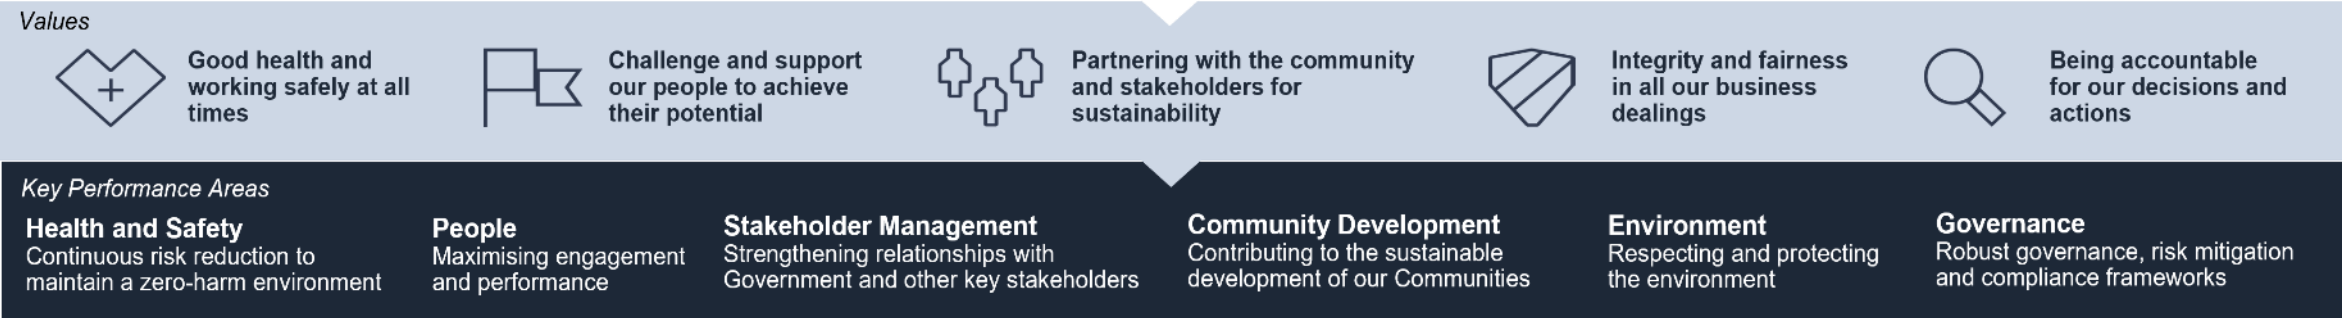 Values
Good health and
working safely at all
times
Challenge and support
our people to achieve
their potential
Partnering with the community
and stakeholders for
sustainability
Integrity and fairness
in all our business
dealings
Being accountable
for our decisions and
actions
Key Performance Areas
Health and Safety
Continuous risk reduction to
maintain a zero-harm environment
People
Maximising engagement
and performance
Stakeholder Management
Strengthening relationships with
Government and other key stakeholders
Community Development
Contributing to the sustainable
development of our Communities
Environment
Respecting and protecting
the environment
Governance
Robust governance, risk mitigation
and compliance frameworks